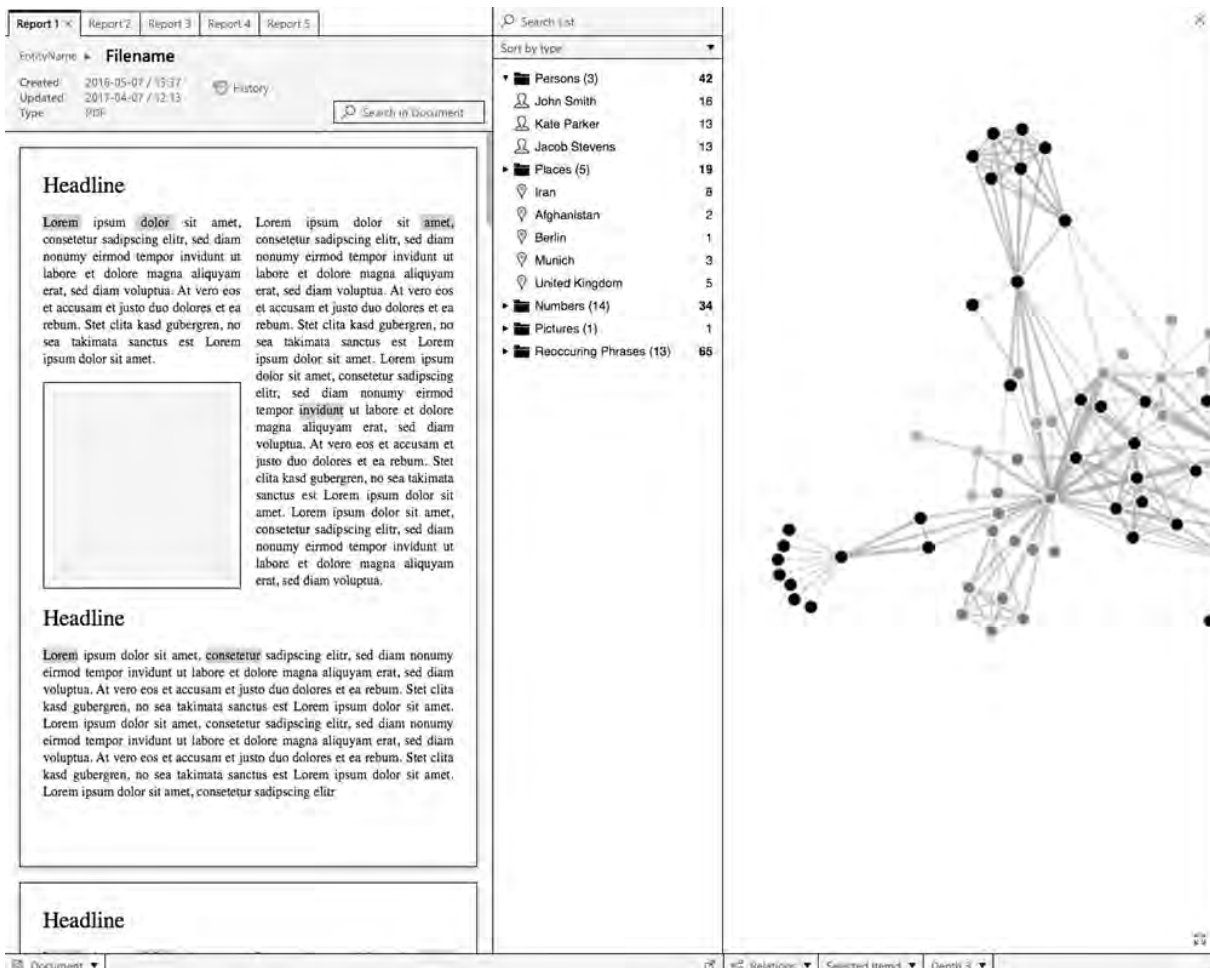 Report 1 ×
Report 2
Report 3
Report 4
Report 5
EntityName ▸ Filename
Created 2016-05-07 / 15:37
Updated 2017-04-07 / 12:13
Type PDF
History
Search in Document
Headline
Lorem ipsum dolor sit amet,
consetetur sadipscing elitr, sed diam
nonumy eirmod tempor invidunt ut
labore et dolore magna aliquyam
erat, sed diam voluptua. At vero eos
et accusam et justo duo dolores et ea
rebum. Stet clita kasd gubergren, no
sea takimata sanctus est Lorem
ipsum dolor sit amet.
Lorem ipsum dolor sit amet,
consetetur sadipscing elitr, sed diam
nonumy eirmod tempor invidunt ut
labore et dolore magna aliquyam
erat, sed diam voluptua. At vero eos
et accusam et justo duo dolores et ea
rebum. Stet clita kasd gubergren, no
sea takimata sanctus est Lorem
ipsum dolor sit amet. Lorem ipsum
dolor sit amet, consetetur sadipscing
elitr, sed diam nonumy eirmod
tempor invidunt ut labore et dolore
magna aliquyam erat, sed diam
voluptua. At vero eos et accusam et
justo duo dolores et ea rebum. Stet
clita kasd gubergren, no sea takimata
sanctus est Lorem ipsum dolor sit
amet. Lorem ipsum dolor sit amet,
consetetur sadipscing elitr, sed diam
nonumy eirmod tempor invidunt ut
labore et dolore magna aliquyam
erat, sed diam voluptua.
Headline
Lorem ipsum dolor sit amet, consetetur sadipscing elitr, sed diam nonumy
eirmod tempor invidunt ut labore et dolore magna aliquyam erat, sed diam
voluptua. At vero eos et accusam et justo duo dolores et ea rebum. Stet clita
kasd gubergren, no sea takimata sanctus est Lorem ipsum dolor sit amet.
Lorem ipsum dolor sit amet, consetetur sadipscing elitr, sed diam nonumy
eirmod tempor invidunt ut labore et dolore magna aliquyam erat, sed diam
voluptua. At vero eos et accusam et justo duo dolores et ea rebum. Stet clita
kasd gubergren, no sea takimata sanctus est Lorem ipsum dolor sit amet.
Lorem ipsum dolor sit amet, consetetur sadipscing elitr
Headline
Document
Search List
Sort by type
Persons (3) 42
John Smith 16
Kate Parker 13
Jacob Stevens 13
Places (5) 19
Iran 8
Afghanistan 2
Berlin 1
Munich 3
United Kingdom 5
Numbers (14) 34
Pictures (1) 1
Reoccuring Phrases (13) 65
Relations
Selected Items
Depth 3